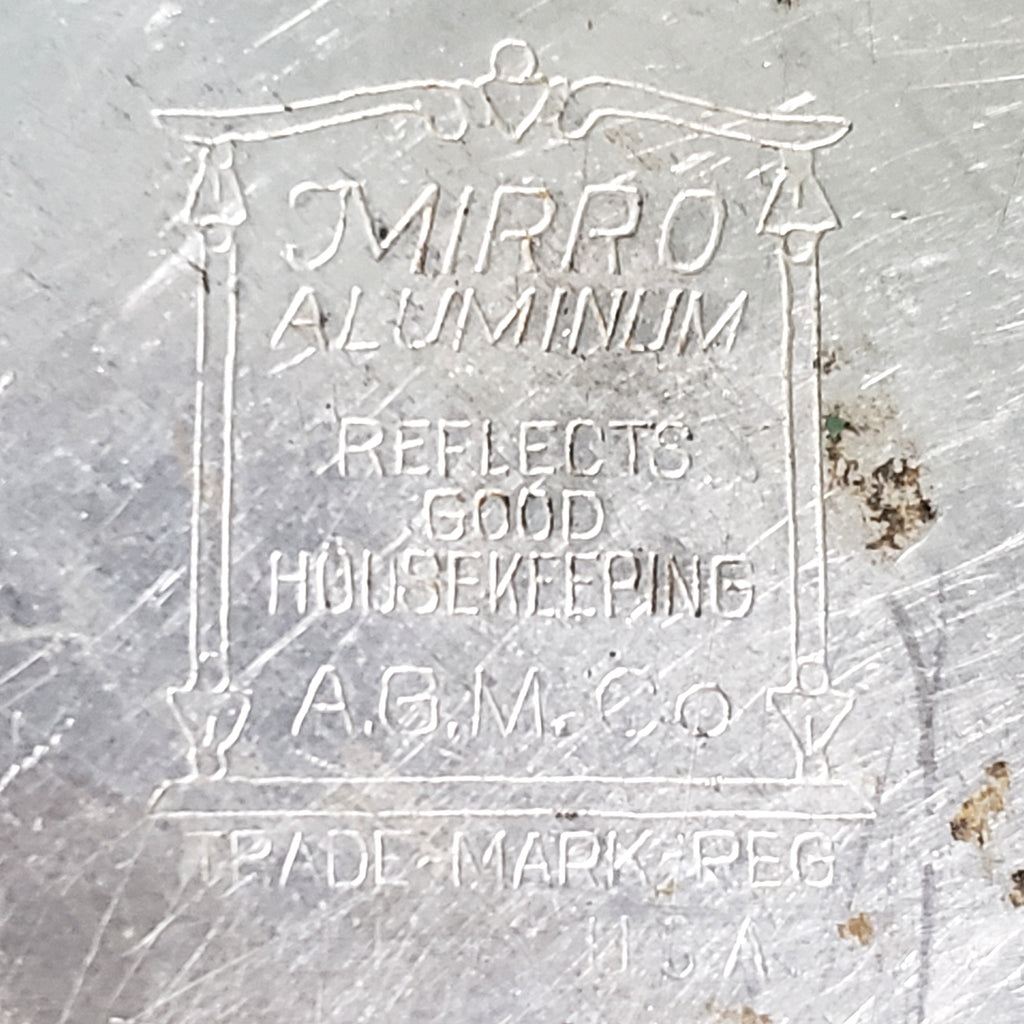 MIRRO
ALUMINUM
REFLECTS
GOOD
HOUSEKEEPING
A.G.M. Co
TRADE-MARK-REG
U S A